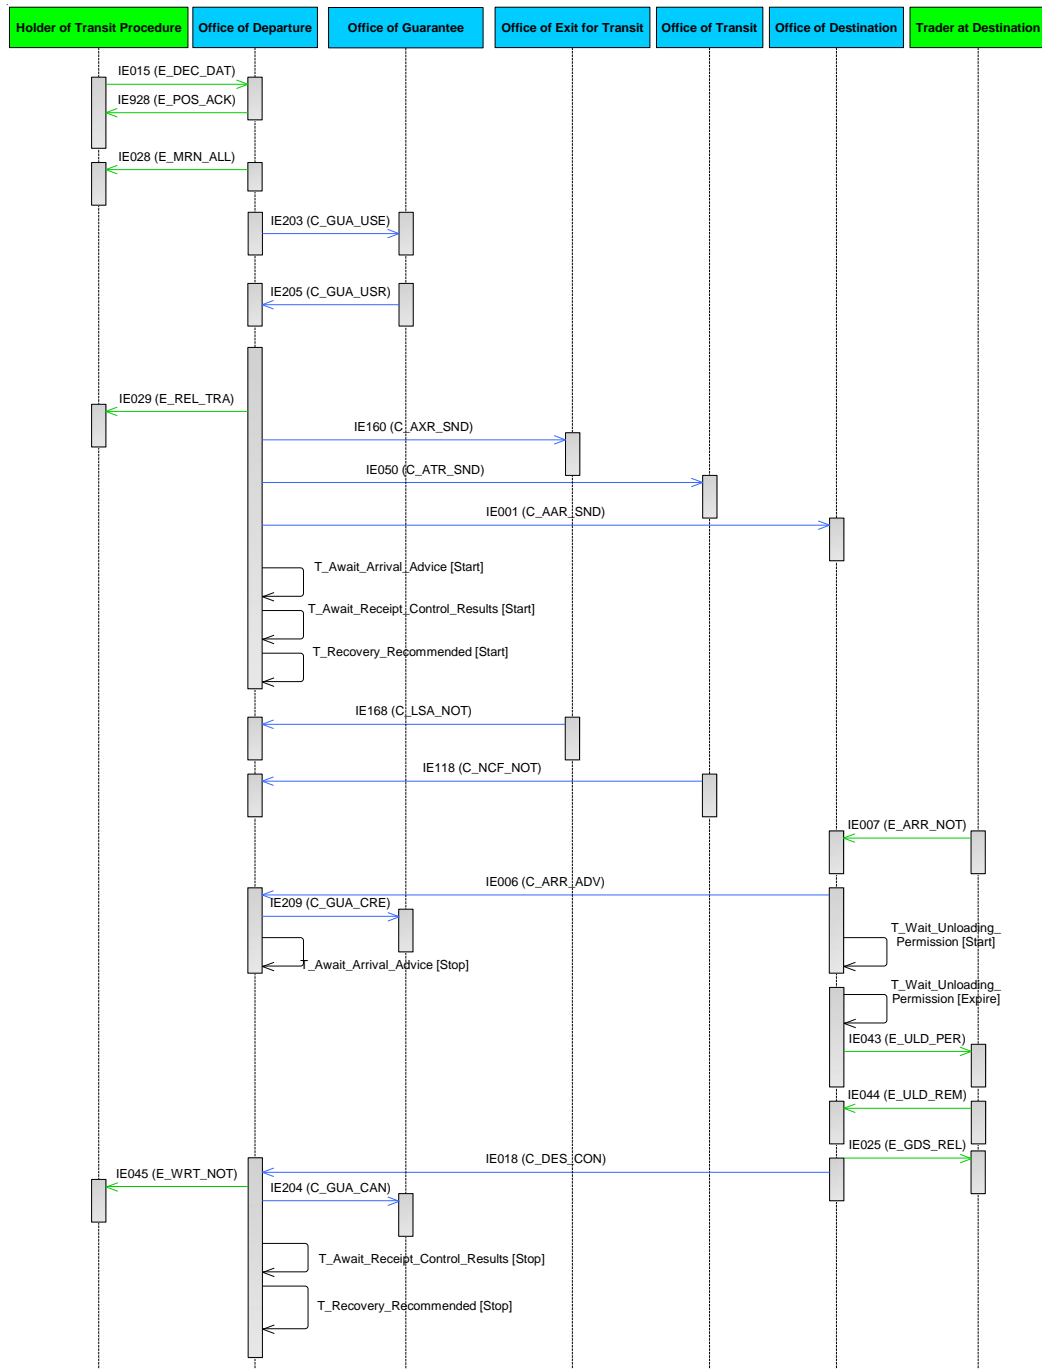 Holder of Transit Procedure
Office of Departure
Office of Guarantee
Office of Exit for Transit
Office of Transit
Office of Destination
Trader at Destination
IE015 (E_DEC_DAT)
IE928 (E_POS_ACK)
IE028 (E_MRN_ALL)
IE203 (C_GUA_USE)
IE205 (C_GUA_USR)
IE029 (E_REL_TRA)
IE160 (C_AXR_SND)
IE050 (C_ATR_SND)
IE001 (C_AAR_SND)
T_Await_Arrival_Advice [Start]
T_Await_Receipt_Control_Results [Start]
T_Recovery_Recommended [Start]
IE168 (C_LSA_NOT)
IE118 (C_NCF_NOT)
IE007 (E_ARR_NOT)
IE006 (C_ARR_ADV)
IE209 (C_GUA_CRE)
T_Wait_Unloading_
Permission [Start]
T_Await_Arrival_Advice [Stop]
T_Wait_Unloading_
Permission [Expire]
IE043 (E_ULD_PER)
IE044 (E_ULD_REM)
IE025 (E_GDS_REL)
IE018 (C_DES_CON)
IE045 (E_WRT_NOT)
IE204 (C_GUA_CAN)
T_Await_Receipt_Control_Results [Stop]
T_Recovery_Recommended [Stop]